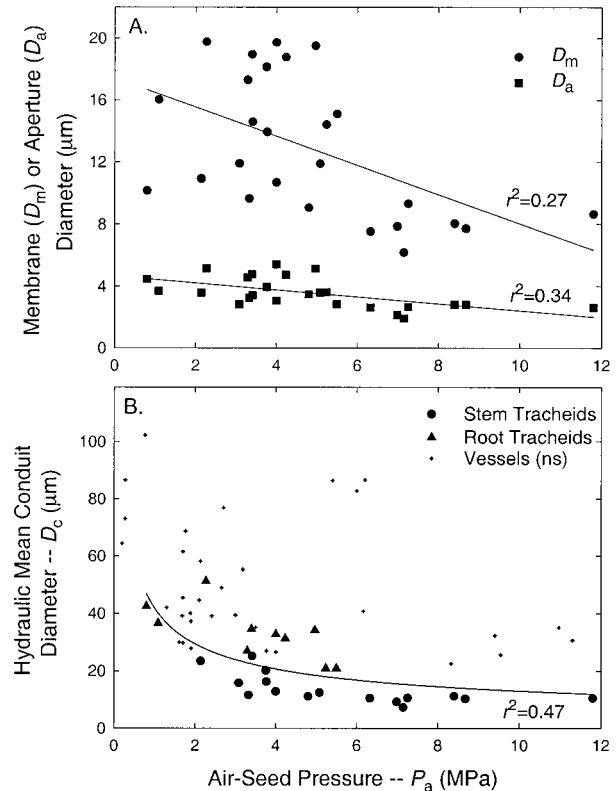 A.
D_m
D_a
20
16
12
8
4
0
Membrane (D_m) or Aperture (D_a)
Diameter (μm)
r²=0.27
r²=0.34
0 2 4 6 8 10 12
B.
Stem Tracheids
Root Tracheids
Vessels (ns)
100
80
60
40
20
0
Hydraulic Mean Conduit
Diameter -- D_c (μm)
r²=0.47
0 2 4 6 8 10 12
Air-Seed Pressure -- P_a (MPa)